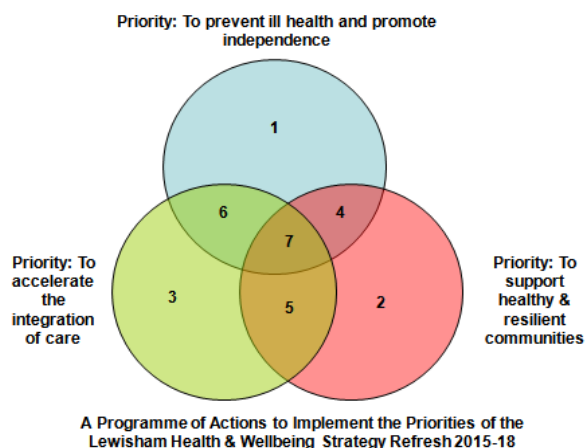 Priority: To prevent ill health and promote
independence
1
6
4
7
Priority: To
accelerate
the
integration
of care
3
5
2
Priority: To
support
healthy &
resilient
communities
A Programme of Actions to Implement the Priorities of the
Lewisham Health & Wellbeing Strategy Refresh 2015-18